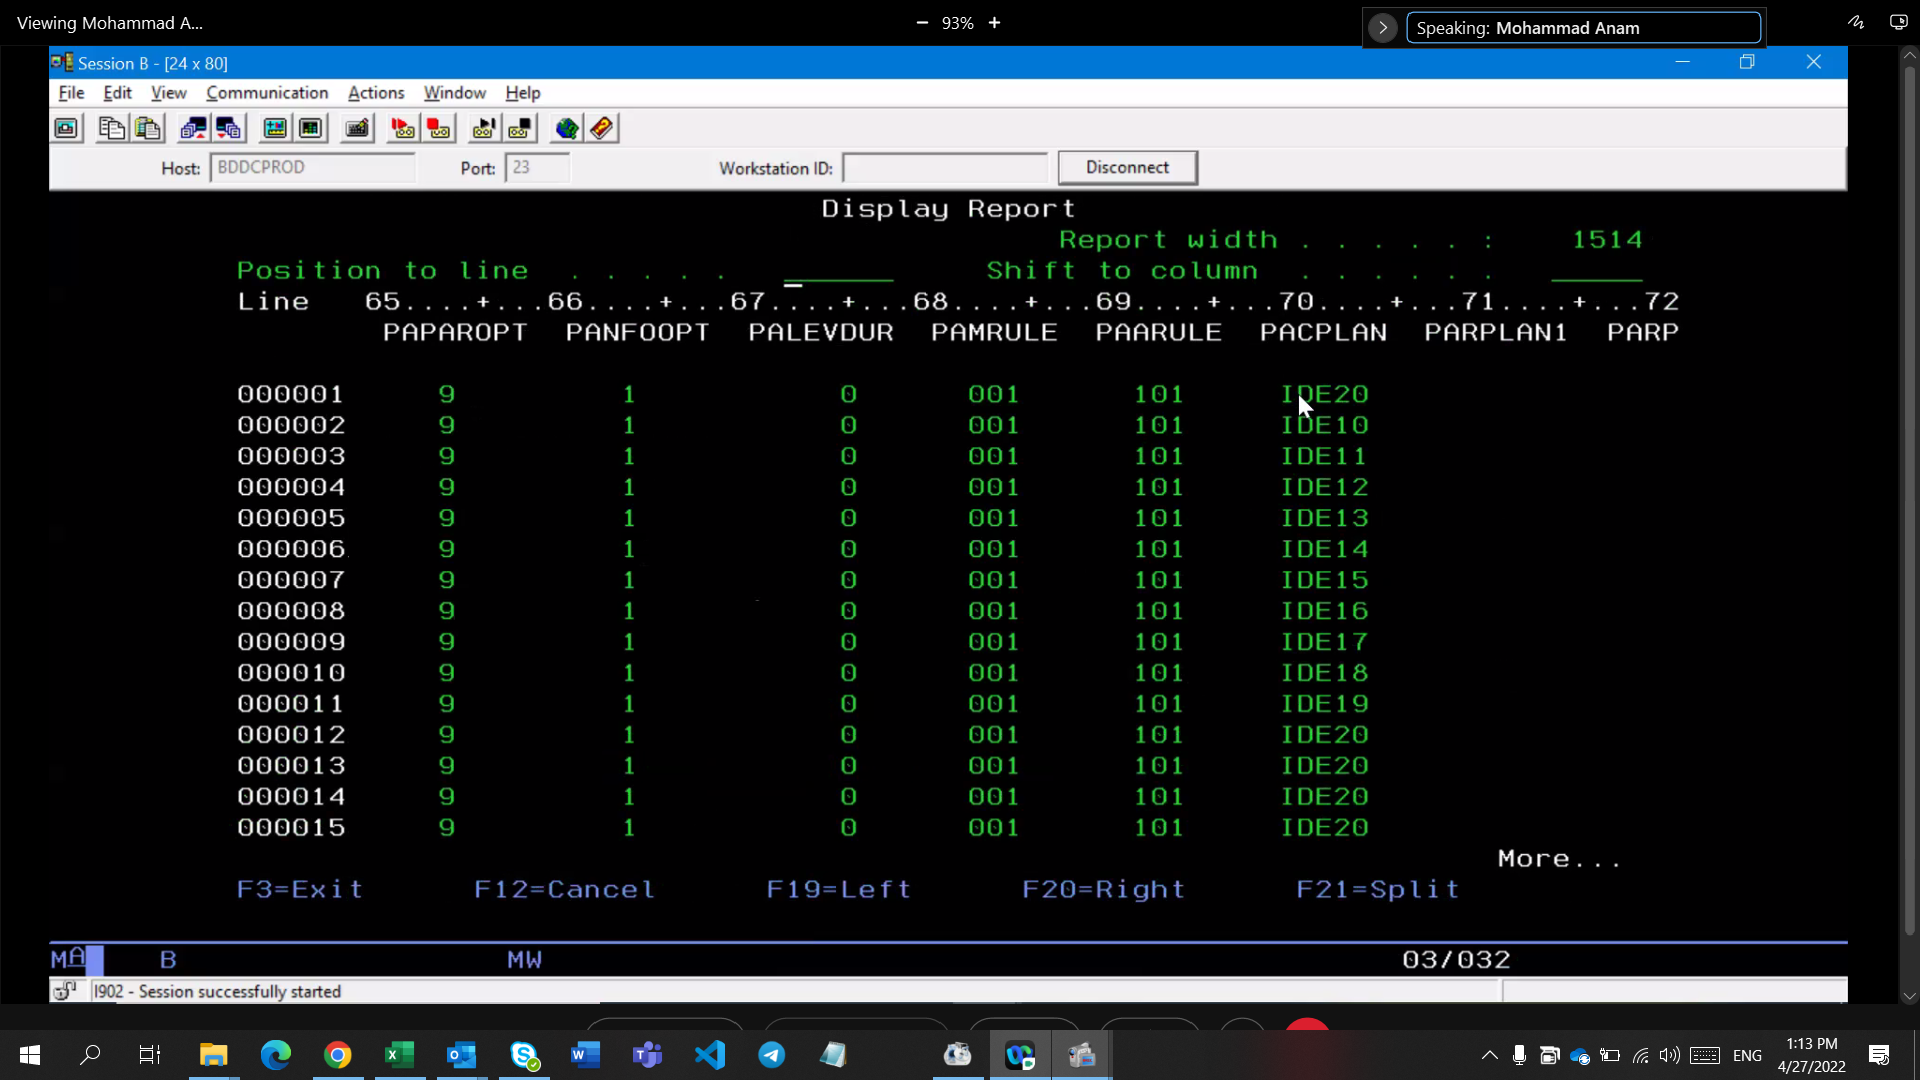 Viewing Mohammad A...
93%
Speaking: Mohammad Anam
Session B - [24 x 80]
File Edit View Communication Actions Window Help
Host: BDDCPROD Port: 23 Workstation ID: Disconnect
Display Report
Report width . . . . . : 1514
Position to line . . . . . Shift to column . . . . . .
Line 65....+...66....+...67....+...68....+...69....+...70....+...71....+...72
PAPAROPT PANFOOPT PALEVDUR PAMRULE PAARULE PACPLAN PARPLAN1 PARP
000001 9 1 0 001 101 IDE20
000002 9 1 0 001 101 IDE10
000003 9 1 0 001 101 IDE11
000004 9 1 0 001 101 IDE12
000005 9 1 0 001 101 IDE13
000006 9 1 0 001 101 IDE14
000007 9 1 0 001 101 IDE15
000008 9 1 0 001 101 IDE16
000009 9 1 0 001 101 IDE17
000010 9 1 0 001 101 IDE18
000011 9 1 0 001 101 IDE19
000012 9 1 0 001 101 IDE20
000013 9 1 0 001 101 IDE20
000014 9 1 0 001 101 IDE20
000015 9 1 0 001 101 IDE20
More...
F3=Exit F12=Cancel F19=Left F20=Right F21=Split
MA B MW 03/032
I902 - Session successfully started
ENG
1:13 PM
4/27/2022